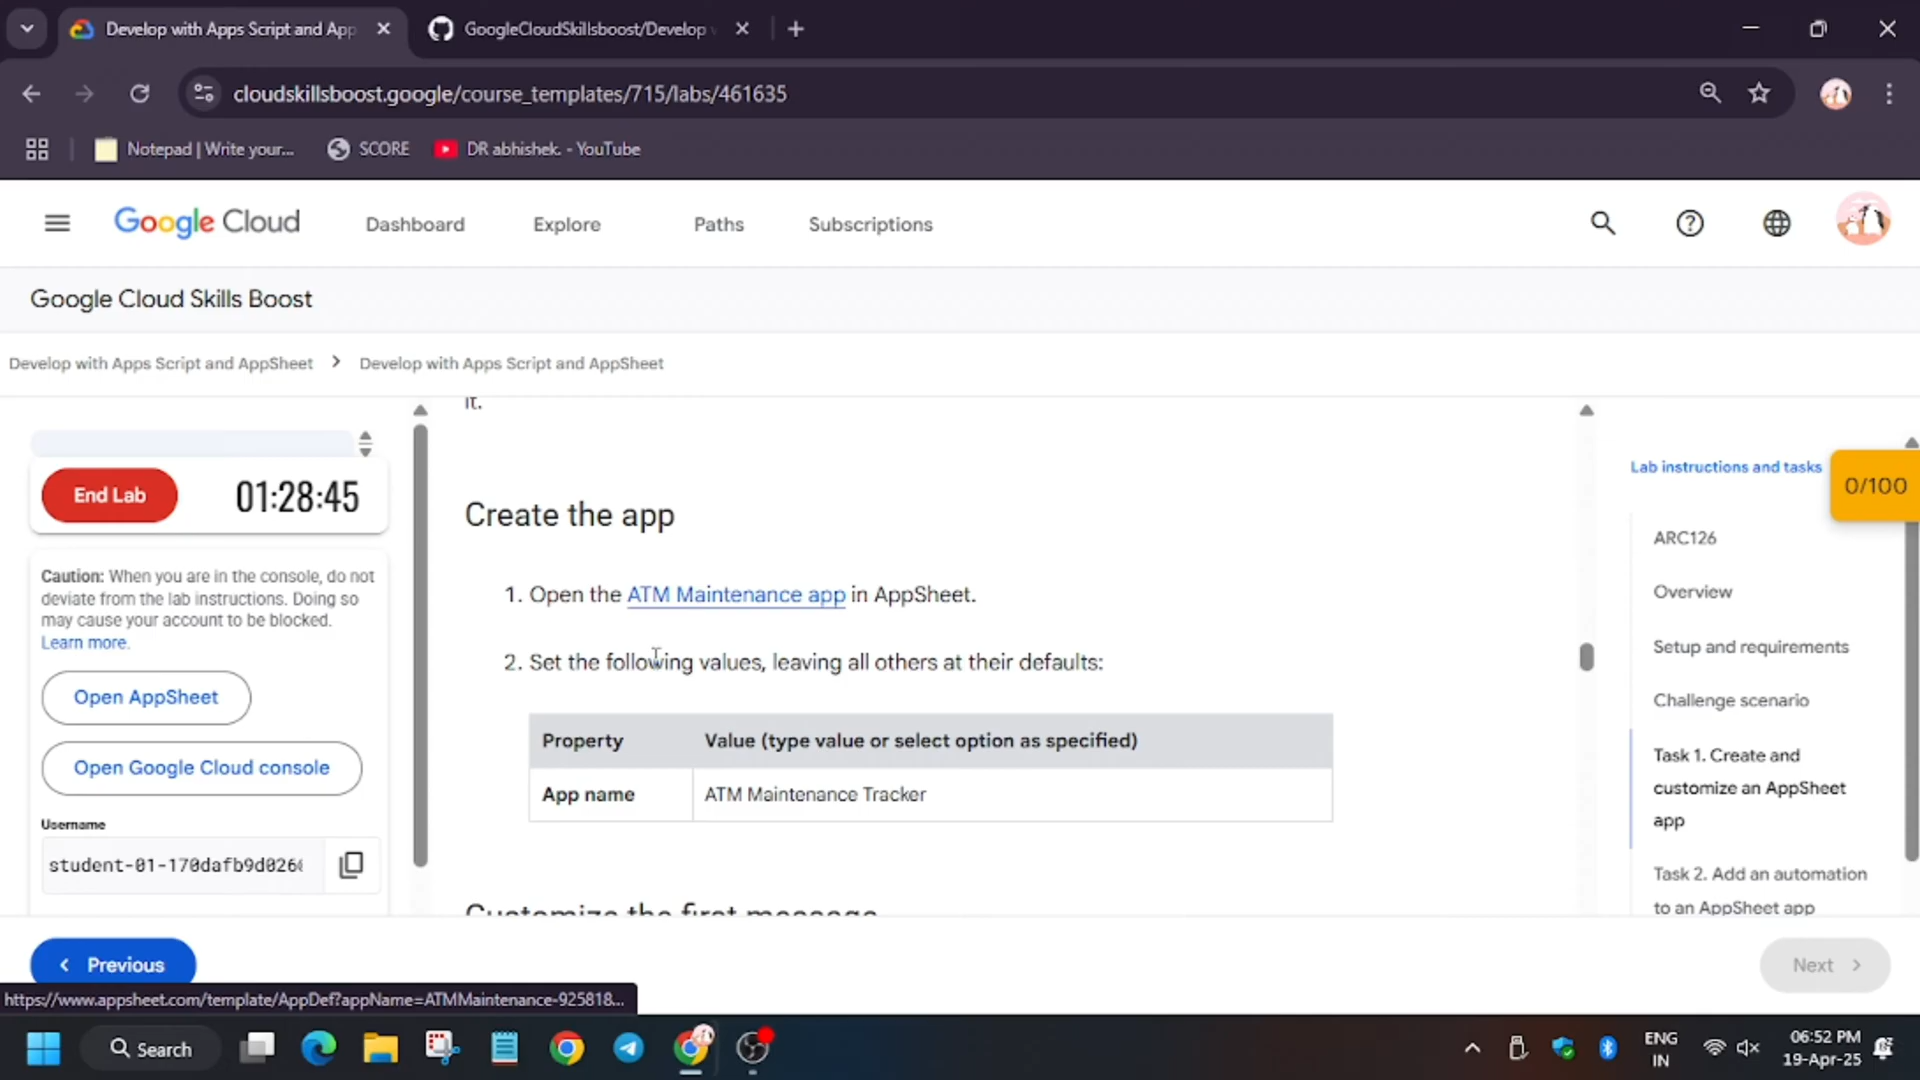 Develop with Apps Script and App
GoogleCloudSkillsboost/Develop
cloudskillsboost.google/course_templates/715/labs/461635
Notepad | Write your...
SCORE
DR abhishek. - YouTube
Google Cloud
Dashboard
Explore
Paths
Subscriptions
Google Cloud Skills Boost
Develop with Apps Script and AppSheet
Develop with Apps Script and AppSheet
it.
End Lab
01:28:45
Caution: When you are in the console, do not
deviate from the lab instructions. Doing so
may cause your account to be blocked.
Learn more.
Open AppSheet
Open Google Cloud console
Username
student-01-170dafb9d026
Create the app
1. Open the ATM Maintenance app in AppSheet.
2. Set the following values, leaving all others at their defaults:
Property
Value (type value or select option as specified)
App name
ATM Maintenance Tracker
Customize the first message
Lab instructions and tasks
0/100
ARC126
Overview
Setup and requirements
Challenge scenario
Task 1. Create and
customize an AppSheet
app
Task 2. Add an automation
to an AppSheet app
Previous
Next
https://www.appsheet.com/template/AppDef?appName=ATMMaintenance-925818...
Search
ENG
IN
06:52 PM
19-Apr-25